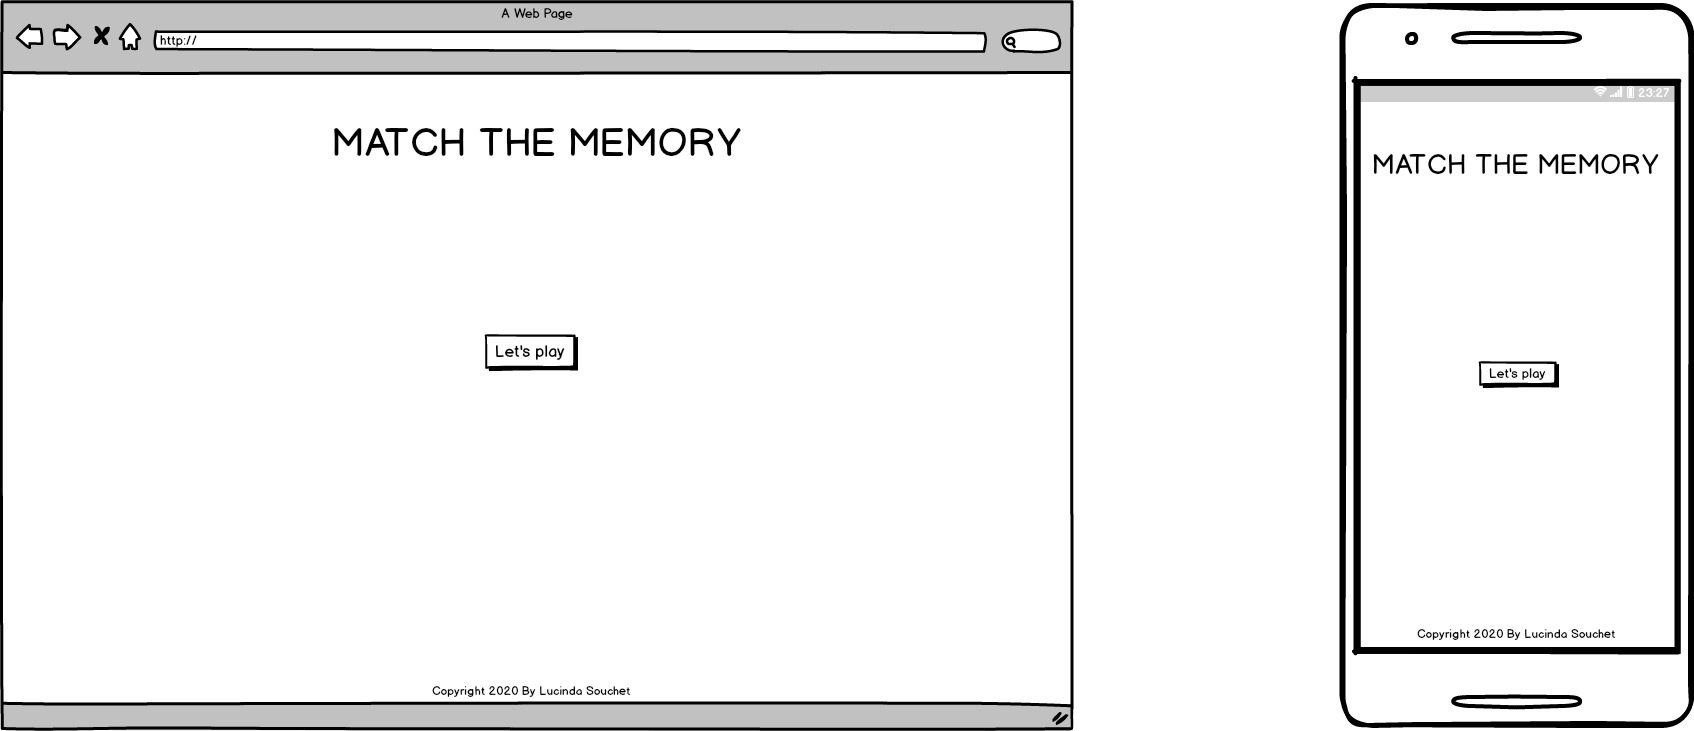 A Web Page
http://
MATCH THE MEMORY
Let's play
Copyright 2020 By Lucinda Souchet
23:27
MATCH THE MEMORY
Let's play
Copyright 2020 By Lucinda Souchet